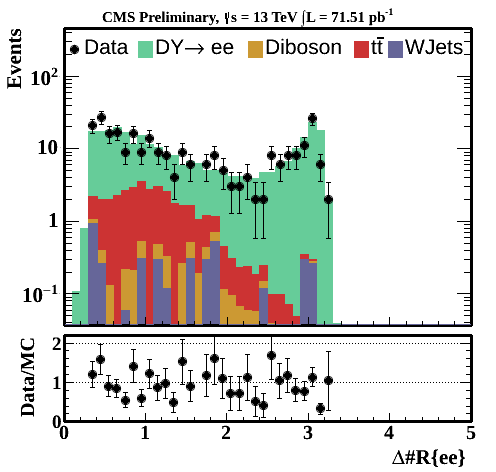 CMS Preliminary, √s = 13 TeV ∫L = 71.51 pb⁻¹
Events
Data DY→ ee Diboson tt̄ WJets
10²
10
1
10⁻¹
Data/MC
2
1
0
0 1 2 3 4 5
Δ#R{ee}